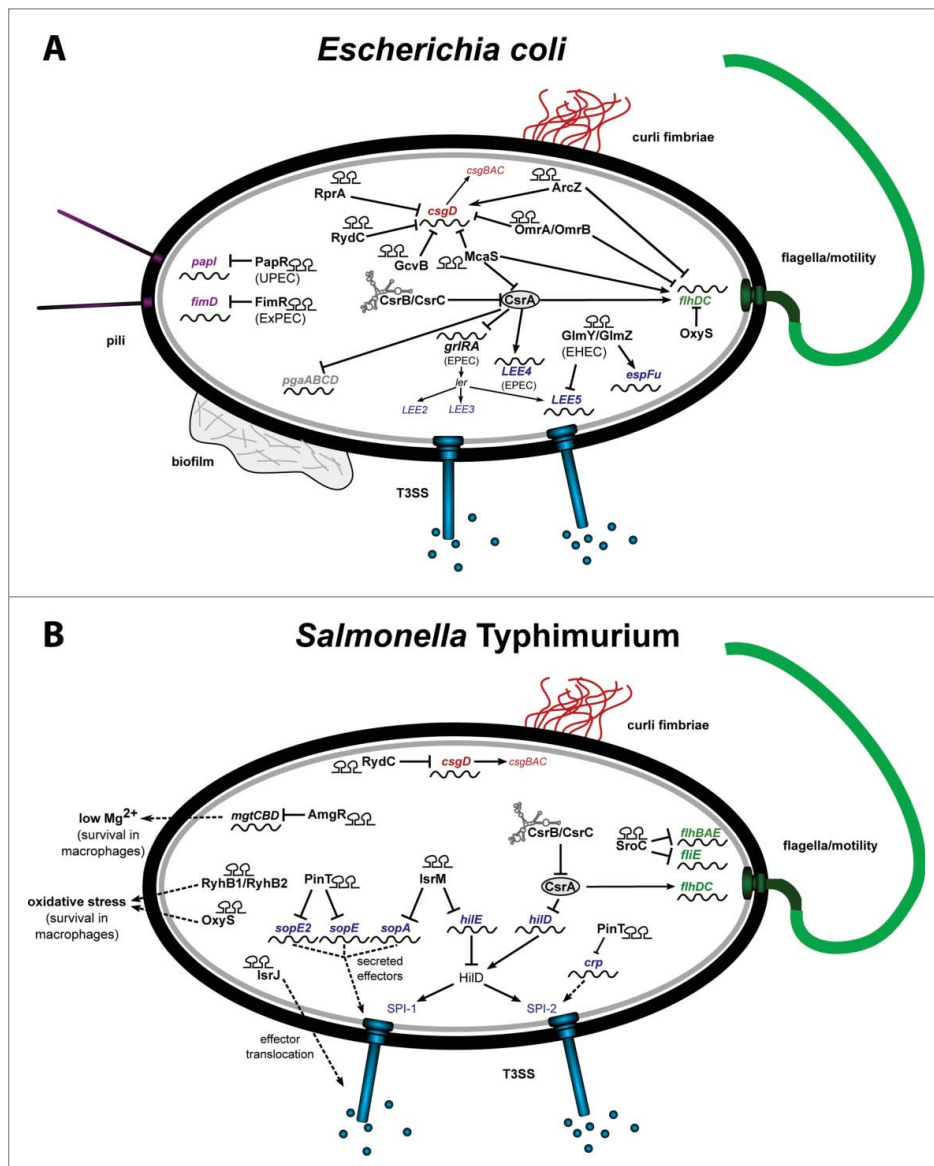 A
Escherichia coli
curli fimbriae
csgBAC
RprA
ArcZ
csgD
RydC
OmrA/OmrB
GcvB
McaS
flagella/motility
papI
PapR
(UPEC)
fimD
FimR
(ExPEC)
CsrB/CsrC
CsrA
flhDC
OxyS
pili
grlRA
(EPEC)
GlmY/GlmZ
(EHEC)
LEE4
(EPEC)
espFu
pgaABCD
ler
LEE2
LEE3
LEE5
biofilm
T3SS
B
Salmonella Typhimurium
curli fimbriae
RydC
csgD
csgBAC
low Mg2+
(survival in
macrophages)
mgtCBD
AmgR
CsrB/CsrC
SroC
flhBAE
fliE
flagella/motility
RyhB1/RyhB2
PinT
IsrM
CsrA
flhDC
oxidative stress
(survival in
macrophages)
OxyS
sopE2
sopE
sopA
hilE
hilD
PinT
secreted
effectors
IsrJ
HilD
crp
SPI-1
SPI-2
effector
translocation
T3SS